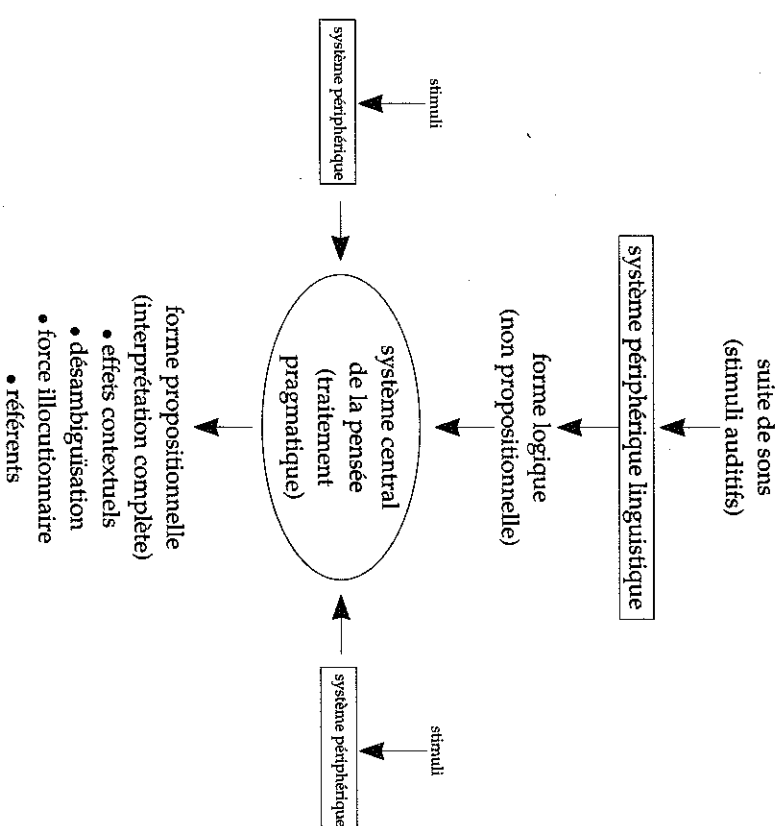 suite de sons
(stimuli auditifs)
système périphérique linguistique
forme logique
(non propositionnelle)
stimuli
système périphérique
système central
de la pensée
(traitement
pragmatique)
stimuli
système périphérique
forme propositionnelle
(interprétation complète)
• effets contextuels
• désambiguïsation
• force illocutionnaire
• référents